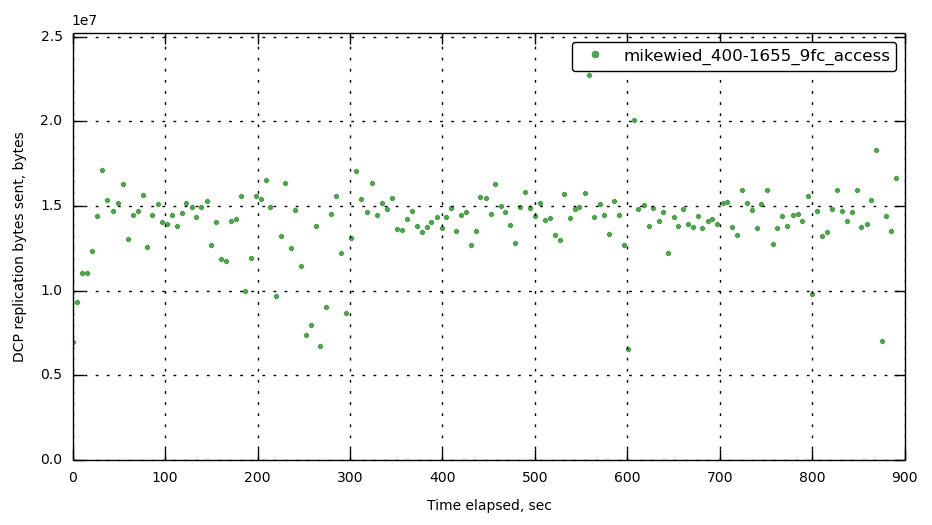 1e7
2.5
mikewied_400-1655_9fc_access
2.0
1.5
1.0
0.5
0.0
DCP replication bytes sent, bytes
0 100 200 300 400 500 600 700 800 900
Time elapsed, sec